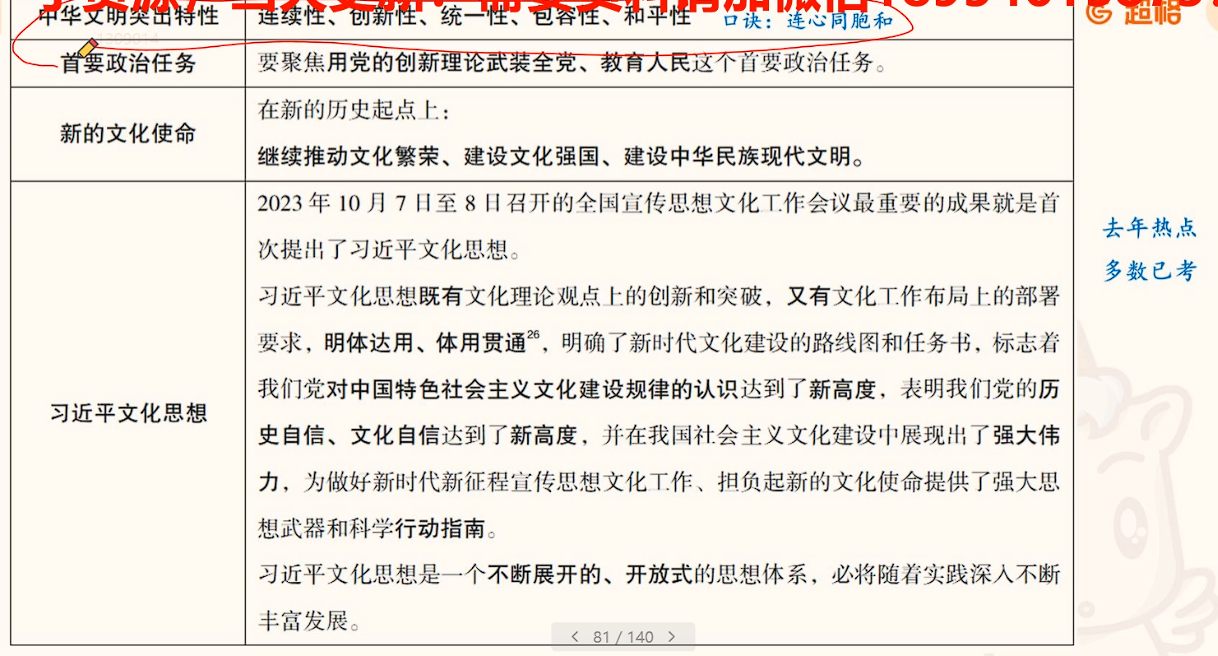 中华文明突出特性
连续性、创新性、统一性、包容性、和平性
口诀：连心同胞和
超格
首要政治任务
要聚焦用党的创新理论武装全党、教育人民这个首要政治任务。
新的文化使命
在新的历史起点上：
继续推动文化繁荣、建设文化强国、建设中华民族现代文明。
习近平文化思想
2023 年 10 月 7 日至 8 日召开的全国宣传思想文化工作会议最重要的成果就是首
次提出了习近平文化思想。
习近平文化思想既有文化理论观点上的创新和突破，又有文化工作布局上的部署
要求，明体达用、体用贯通26，明确了新时代文化建设的路线图和任务书，标志着
我们党对中国特色社会主义文化建设规律的认识达到了新高度，表明我们党的历
史自信、文化自信达到了新高度，并在我国社会主义文化建设中展现出了强大伟
力，为做好新时代新征程宣传思想文化工作、担负起新的文化使命提供了强大思
想武器和科学行动指南。
习近平文化思想是一个不断展开的、开放式的思想体系，必将随着实践深入不断
丰富发展。
去年热点
多数已考
81 / 140